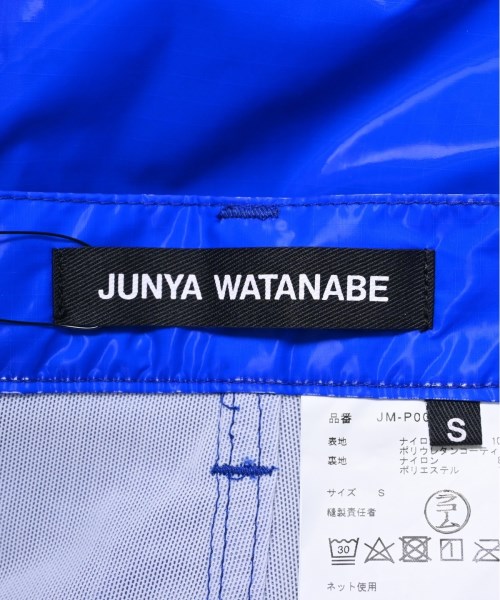 JUNYA WATANABE
S
品番 JM-P0
表地 ナイロ 10
ポリウレタンコーティ
裏地 ナイロン
ポリエステル
サイズ S
縫製責任者
30
ネット使用